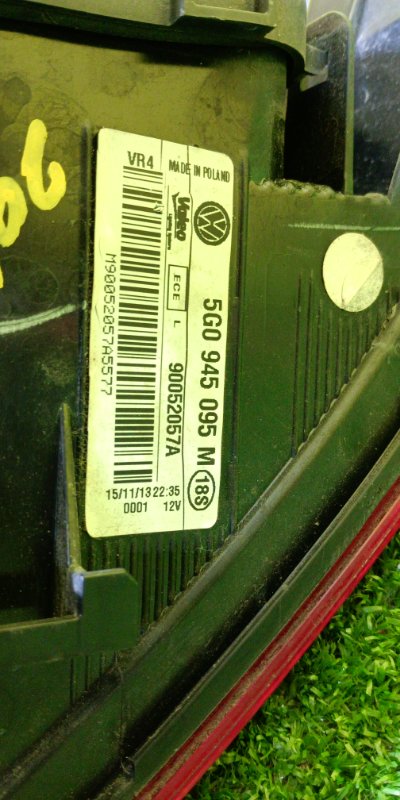 VR4 MADE IN POLAND
Valeo
VW
ECE
L
5G0 945 095 M
18S
90052057A
M90052057A5577
15/11/13 22:35
0001 12V